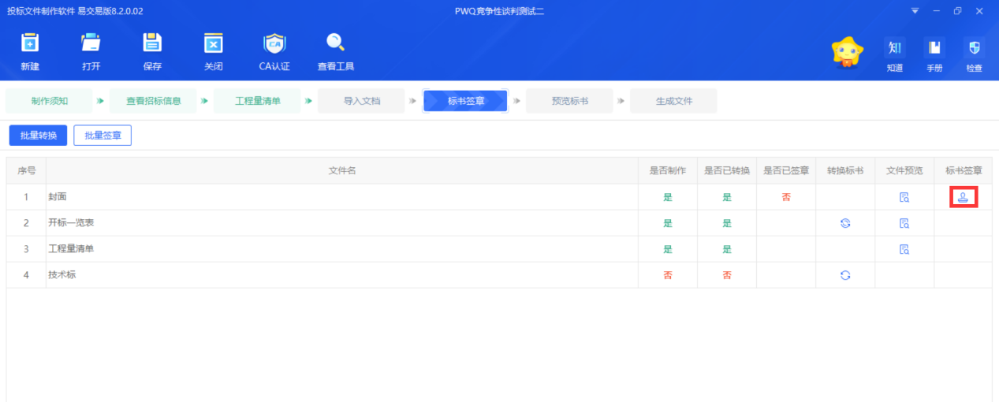 投标文件制作软件 易交易版8.2.0.02
PWQ竞争性谈判测试二
新建 打开 保存 关闭 CA认证 查看工具
知道 手册 检查
制作须知 查看招标信息 工程量清单 导入文档 标书签章 预览标书 生成文件
批量转换 批量签章
序号 文件名 是否制作 是否已转换 是否已签章 转换标书 文件预览 标书签章
1 封面 是 是 否
2 开标一览表 是 是
3 工程量清单 是 是
4 技术标 否 否